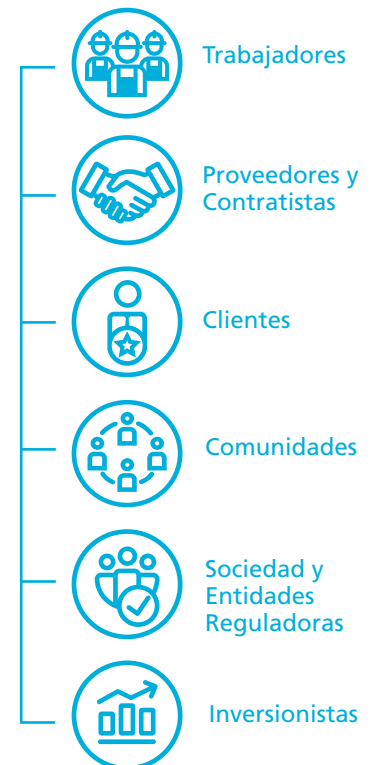 Trabajadores
Proveedores y
Contratistas
Clientes
Comunidades
Sociedad y
Entidades
Reguladoras
Inversionistas